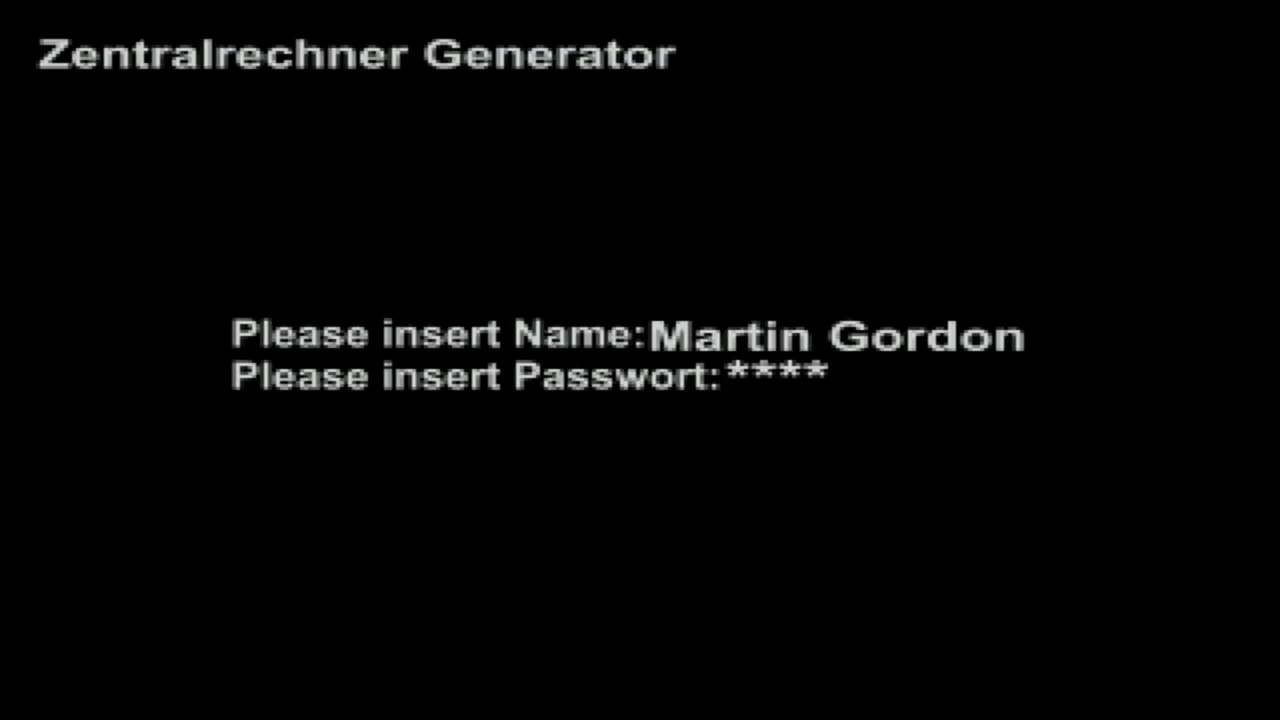 Zentralrechner Generator
Please insert Name:Martin Gordon
Please insert Passwort:****